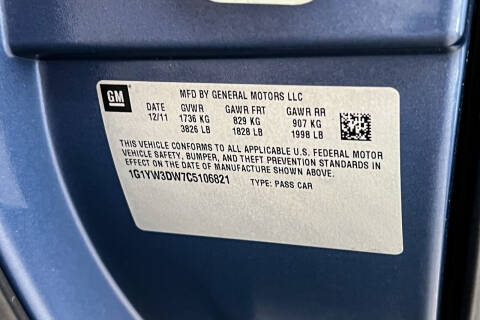 GM
MFD BY GENERAL MOTORS LLC
DATE GVWR GAWR FRT GAWR RR
12/11 1736 KG 829 KG 907 KG
3826 LB 1828 LB 1998 LB
THIS VEHICLE CONFORMS TO ALL APPLICABLE U.S. FEDERAL MOTOR
VEHICLE SAFETY, BUMPER, AND THEFT PREVENTION STANDARDS IN
EFFECT ON THE DATE OF MANUFACTURE SHOWN ABOVE.
1G1YW3DW7C5106821 TYPE: PASS CAR